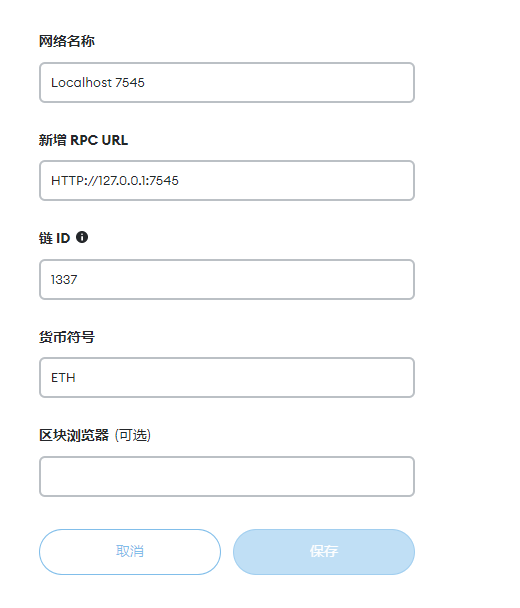 网络名称
Localhost 7545
新增 RPC URL
HTTP://127.0.0.1:7545
链 ID
1337
货币符号
ETH
区块浏览器 (可选)
取消 保存